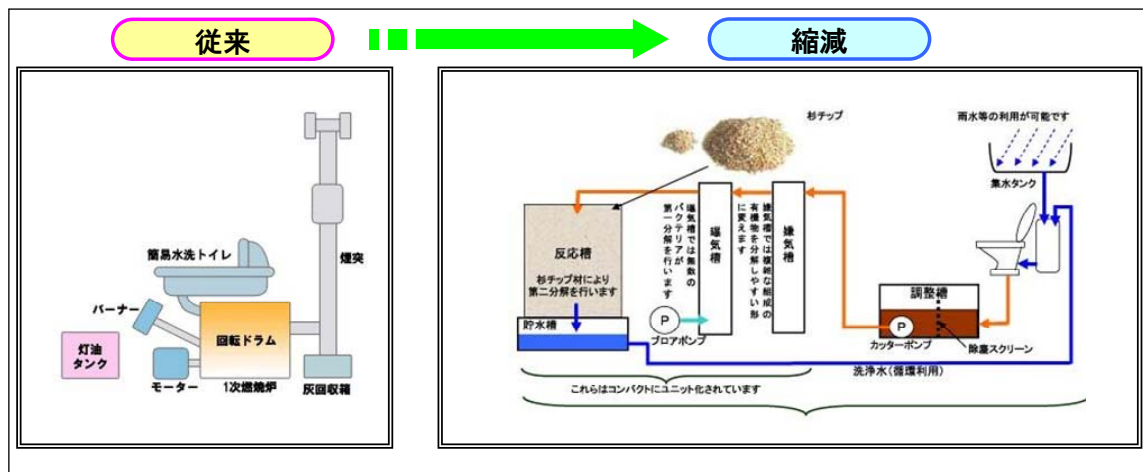 従来
縮減
簡易水洗トイレ
煙突
バーナー
灯油
タンク
回転ドラム
モーター
1次燃焼炉
灰回収箱
杉チップ
雨水等の利用が可能です
集水タンク
反応槽
杉チップ材により
第二分解を行います
曝気槽では無数の
バクテリアが
第一分解を行います
曝気槽
嫌気槽では複雑な組成の
有機物を分解しやすい形
に変えます
嫌気槽
調整槽
貯水槽
P
ブロアポンプ
P
カッターポンプ
除塵スクリーン
洗浄水(循環利用)
これらはコンパクトにユニット化されています